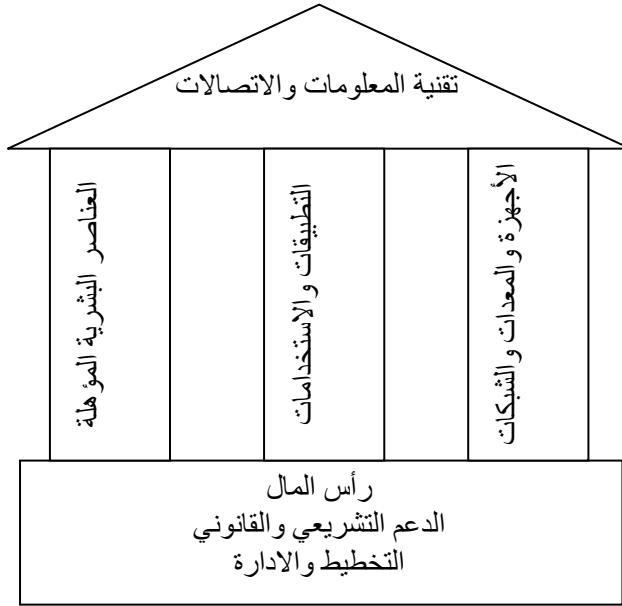 تقنية المعلومات والاتصالات
الأجهزة والمعدات والشبكات
التطبيقات والاستخدامات
العناصر البشرية المؤهلة
رأس المال
الدعم التشريعي والقانوني
التخطيط والادارة